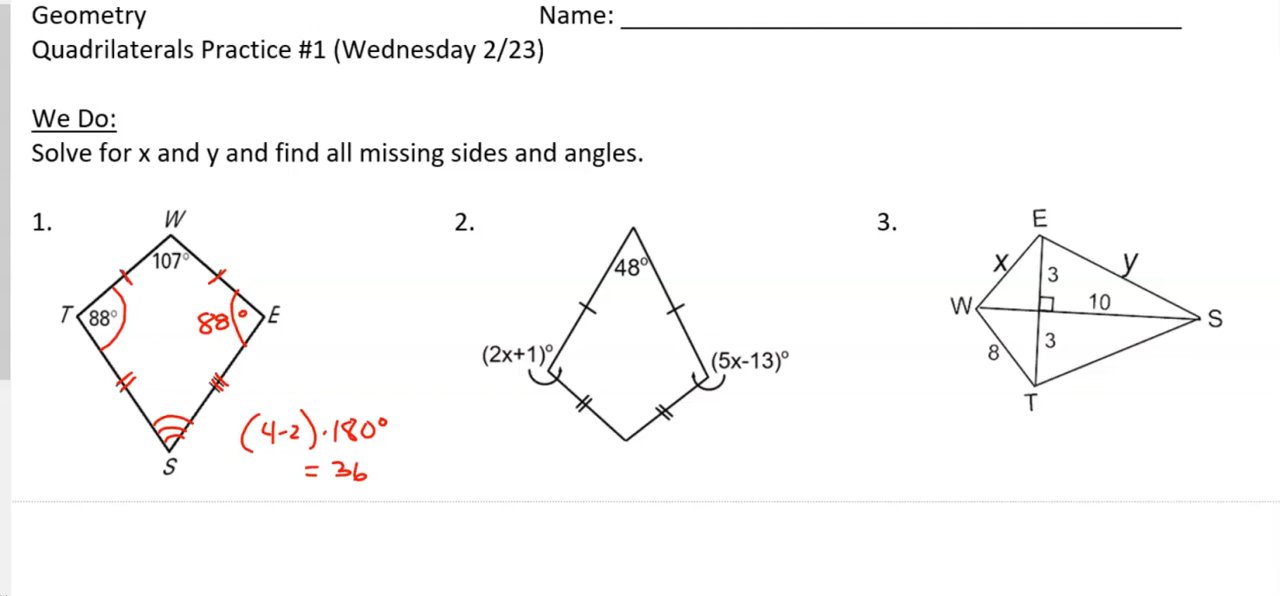 Geometry Name: ____________________
Quadrilaterals Practice #1 (Wednesday 2/23)
We Do:
Solve for x and y and find all missing sides and angles.
1.
W
107°
T
88°
88°
E
S
(4-2)·180°
= 36
2.
48°
(2x+1)°
(5x-13)°
3.
E
x
3
y
W
10
S
8
3
T